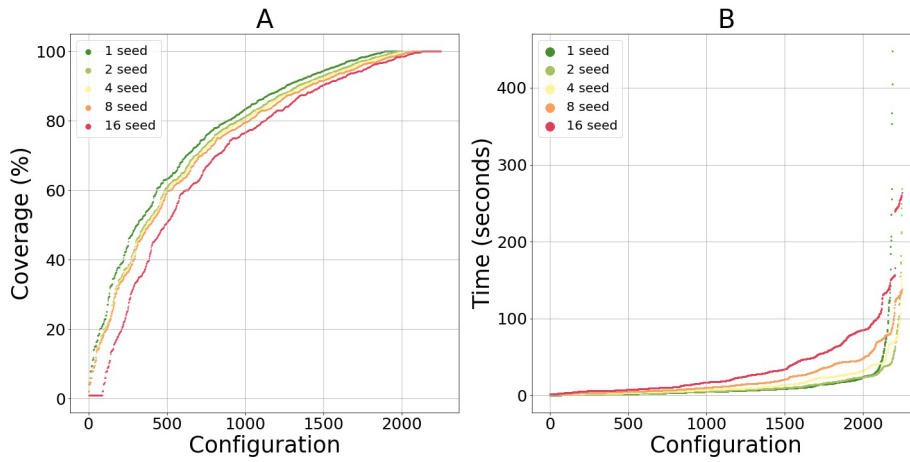 A
Coverage (%)
100
80
60
40
20
0
1 seed
2 seed
4 seed
8 seed
16 seed
0 500 1000 1500 2000
Configuration
B
Time (seconds)
400
300
200
100
0
1 seed
2 seed
4 seed
8 seed
16 seed
0 500 1000 1500 2000
Configuration